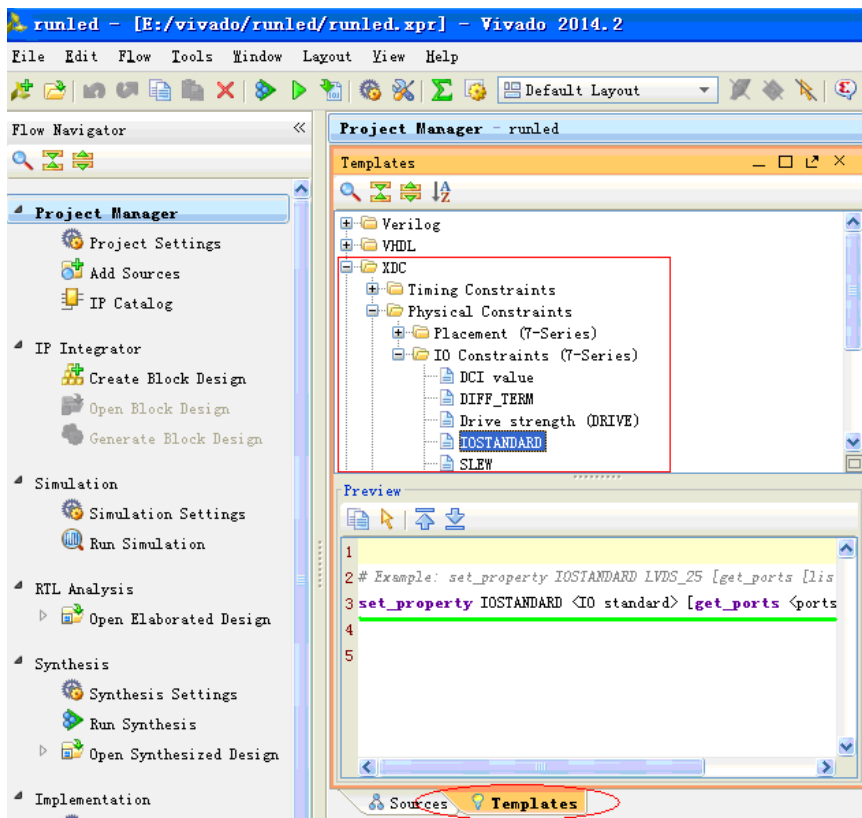 runled - [E:/vivado/runled/runled.xpr] - Vivado 2014.2
File Edit Flow Tools Window Layout View Help
Default Layout
Flow Navigator
Project Manager
Project Settings
Add Sources
IP Catalog
IP Integrator
Create Block Design
Open Block Design
Generate Block Design
Simulation
Simulation Settings
Run Simulation
RTL Analysis
Open Elaborated Design
Synthesis
Synthesis Settings
Run Synthesis
Open Synthesized Design
Implementation
Project Manager - runled
Templates
Verilog
VHDL
XDC
Timing Constraints
Physical Constraints
Placement (7-Series)
IO Constraints (7-Series)
DCI value
DIFF_TERM
Drive strength (DRIVE)
IOSTANDARD
SLEW
Preview
1
2 # Example: set_property IOSTANDARD LVDS_25 [get_ports [lis
3 set_property IOSTANDARD <IO standard> [get_ports <ports
4
5
Sources Templates